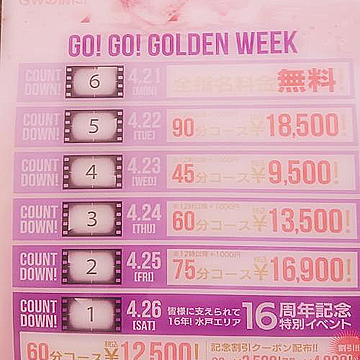 GO! GO! GOLDEN WEEK
COUNT DOWN! 6 4.21 [MON] 無料
COUNT DOWN! 5 4.22 [TUE] 90分コース ¥18,500!
COUNT DOWN! 4 4.23 [WED] 45分コース ¥9,500!
COUNT DOWN! 3 4.24 [THU] 60分コース ¥13,500!
COUNT DOWN! 2 4.25 [FRI] 75分コース ¥16,900!
COUNT DOWN! 1 4.26 [SAT] 皆様に支えられて 16年! 水戸エリア 16周年記念 特別イベント
60分コース ¥12,500! 記念割引クーポン配布!!